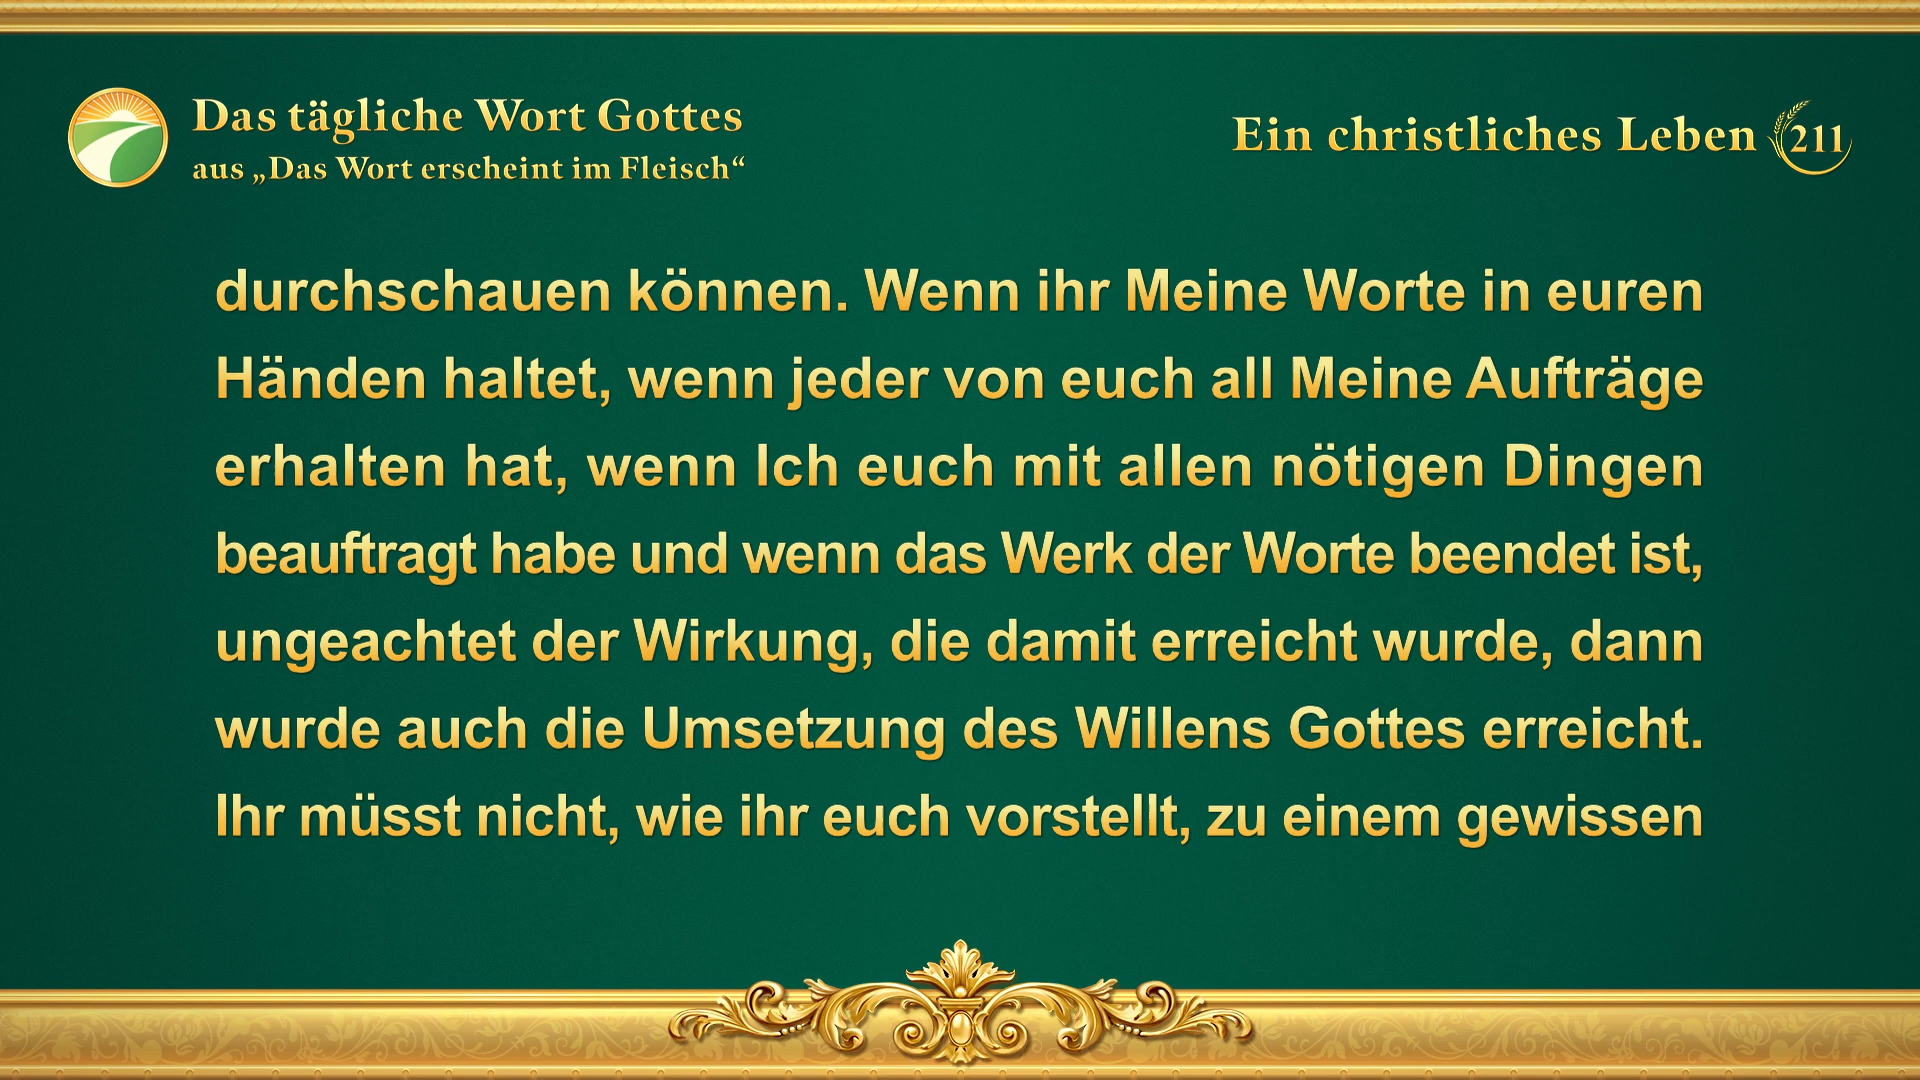 Das tägliche Wort Gottes
aus „Das Wort erscheint im Fleisch“
Ein christliches Leben 211
durchschauen können. Wenn ihr Meine Worte in euren
Händen haltet, wenn jeder von euch all Meine Aufträge
erhalten hat, wenn Ich euch mit allen nötigen Dingen
beauftragt habe und wenn das Werk der Worte beendet ist,
ungeachtet der Wirkung, die damit erreicht wurde, dann
wurde auch die Umsetzung des Willens Gottes erreicht.
Ihr müsst nicht, wie ihr euch vorstellt, zu einem gewissen